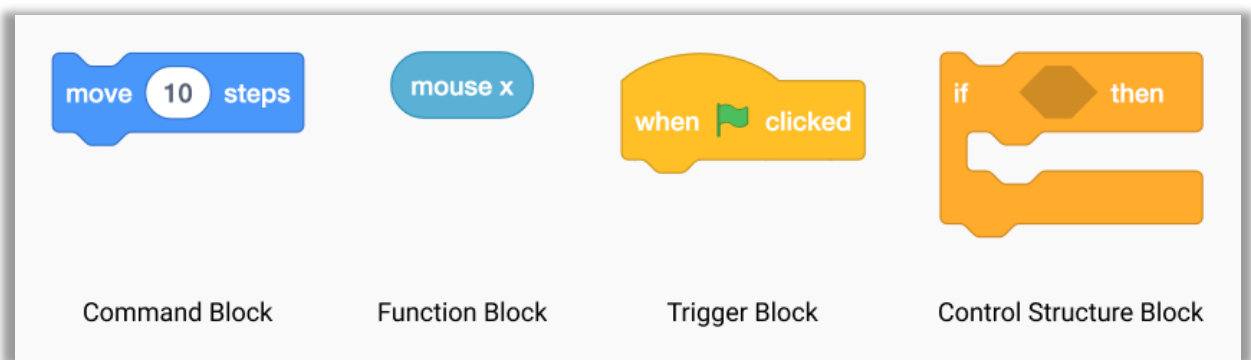 move 10 steps
mouse x
when clicked
if then
Command Block
Function Block
Trigger Block
Control Structure Block